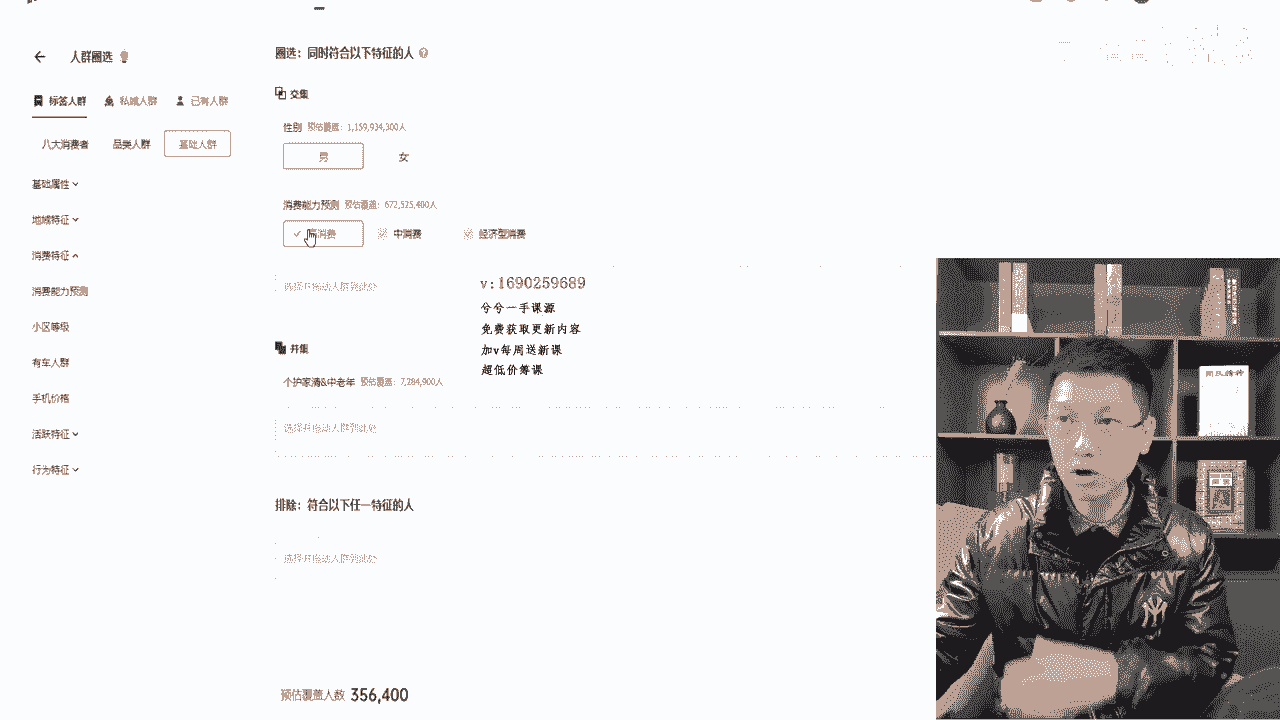 人群圈选
标签人群 私域人群 已有人群
八大消费者 品类人群 基础人群
基础属性
地域特征
消费特征
消费能力预测
小区等级
有车人群
手机价格
活跃特征
行为特征
圈选：同时符合以下特征的人
交集
性别 预估覆盖：1,159,934,300人
男 女
消费能力预测 预估覆盖：672,525,400人
消费 中消费 经济型消费
选择并拖动人群到此处
v:1690259689
兮兮一手课源
免费获取更新内容
加v每周送新课
超低价筹课
并集
个护家清&中老年 预估覆盖：7,284,900人
选择并拖动人群到此处
排除：符合以下任一特征的人
选择并拖动人群到此处
预估覆盖人数 356,400